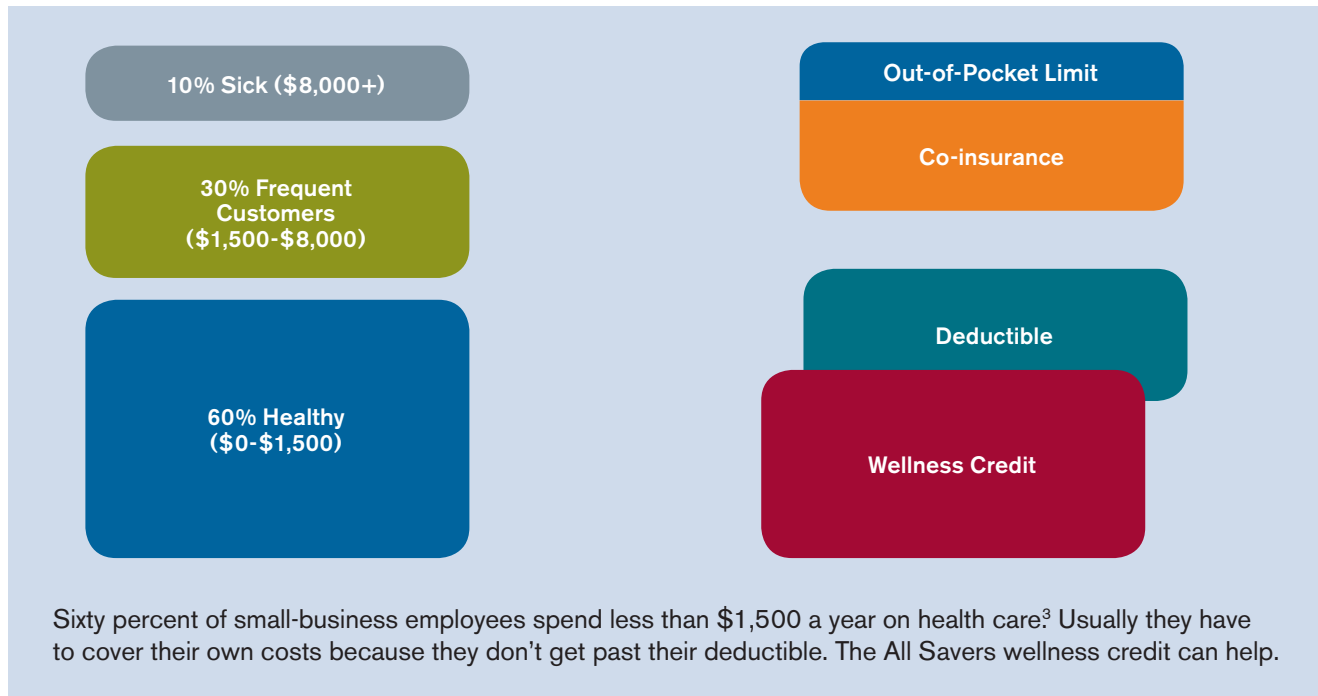 10% Sick ($8,000+)
30% Frequent
Customers
($1,500-$8,000)
60% Healthy
($0-$1,500)
Out-of-Pocket Limit
Co-insurance
Deductible
Wellness Credit
Sixty percent of small-business employees spend less than $1,500 a year on health care.³ Usually they have
to cover their own costs because they don’t get past their deductible. The All Savers wellness credit can help.